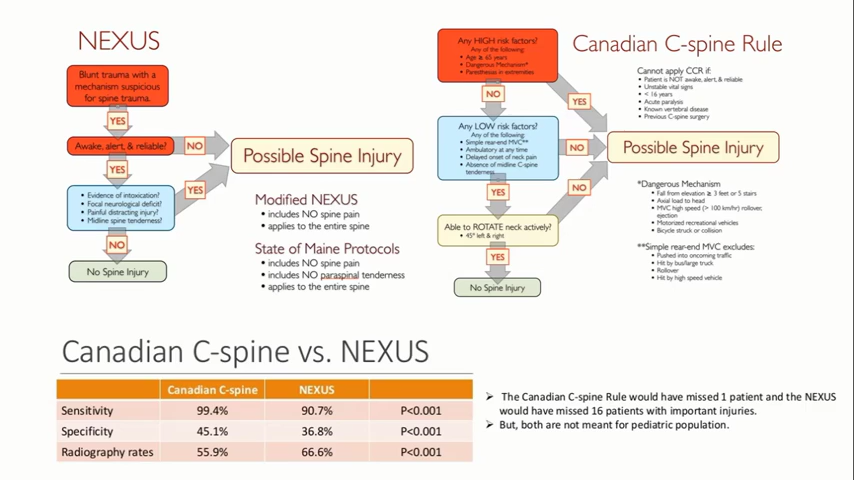 NEXUS
Blunt trauma with a
mechanism suspicious
for spine trauma.
YES
Awake, alert, & reliable?
NO
YES
Possible Spine Injury
• Evidence of intoxication?
• Focal neurological deficit?
• Painful distracting injury?
• Midline spine tenderness?
YES
NO
No Spine Injury
Modified NEXUS
• includes NO spine pain
• applies to the entire spine
State of Maine Protocols
• includes NO spine pain
• includes NO paraspinal tenderness
• applies to the entire spine
Canadian C-spine Rule
Any HIGH risk factors?
Any of the following:
• Age ≥ 65 years
• Dangerous Mechanism*
• Paresthesias in extremities
NO
YES
Cannot apply CCR if:
• Patient is NOT awake, alert, & reliable
• Unstable vital signs
• < 16 years
• Acute paralysis
• Known vertebral disease
• Previous C-spine surgery
Any LOW risk factors?
Any of the following:
• Simple rear-end MVC**
• Ambulatory at any time
• Delayed onset of neck pain
• Absence of midline C-spine
tenderness
NO
Possible Spine Injury
YES
NO
Able to ROTATE neck actively?
• 45° left & right
YES
No Spine Injury
*Dangerous Mechanism
• Fall from elevation ≥ 3 feet or 5 stairs
• Axial load to head
• MVC high speed (> 100 km/hr) rollover,
ejection
• Motorized recreational vehicles
• Bicycle struck or collision
**Simple rear-end MVC excludes:
• Pushed into oncoming traffic
• Hit by bus/large truck
• Rollover
• Hit by high speed vehicle
Canadian C-spine vs. NEXUS
Canadian C-spine NEXUS
Sensitivity 99.4% 90.7% P<0.001
Specificity 45.1% 36.8% P<0.001
Radiography rates 55.9% 66.6% P<0.001
➢ The Canadian C-spine Rule would have missed 1 patient and the NEXUS
would have missed 16 patients with important injuries.
➢ But, both are not meant for pediatric population.